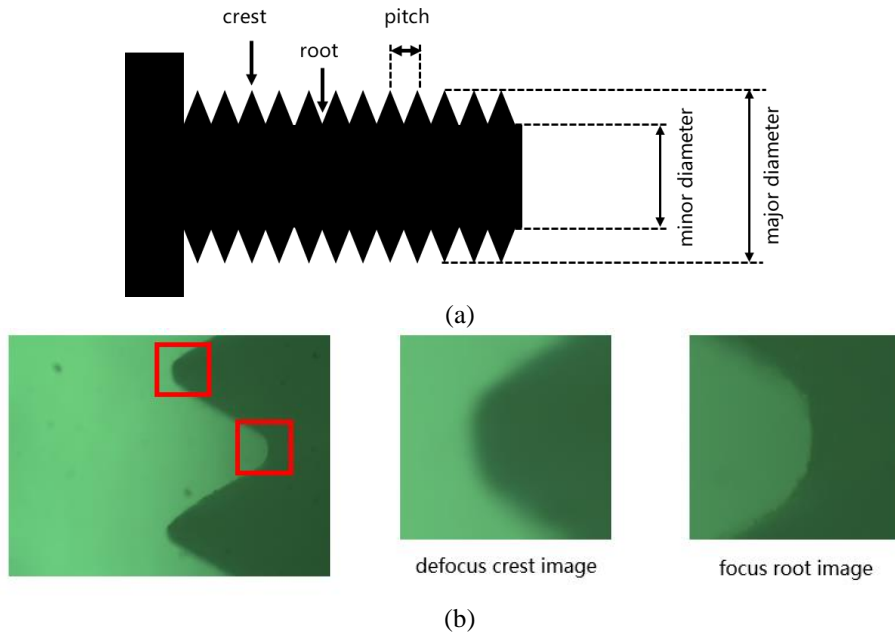 crest
pitch
root
minor diameter
major diameter
(a)
defocus crest image
focus root image
(b)